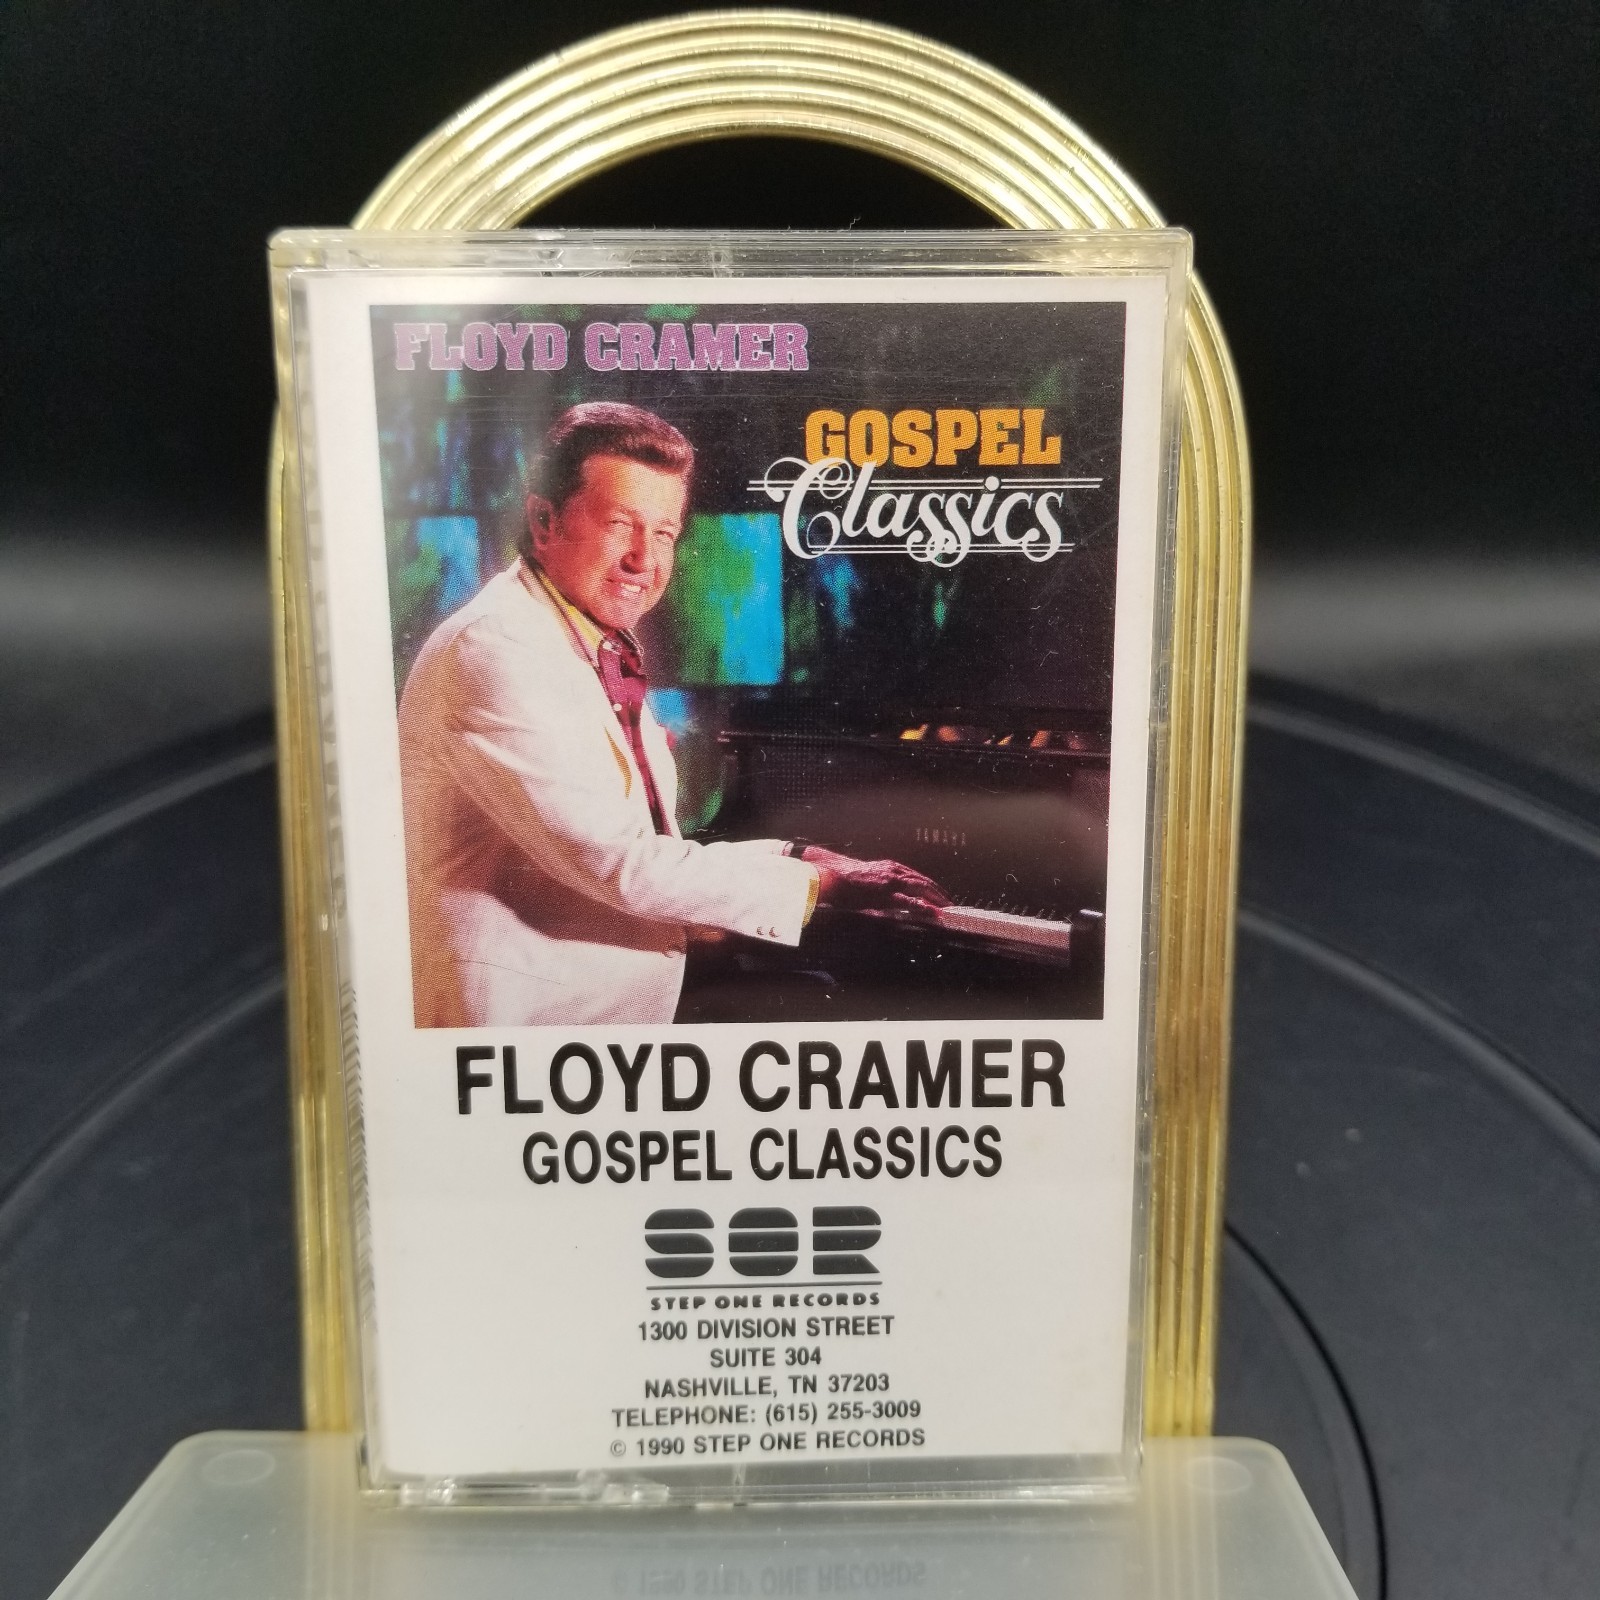 FLOYD CRAMER
GOSPEL
Classics
YAMAHA
FLOYD CRAMER
GOSPEL CLASSICS
SOR
STEP ONE RECORDS
1300 DIVISION STREET
SUITE 304
NASHVILLE, TN 37203
TELEPHONE: (615) 255-3009
© 1990 STEP ONE RECORDS